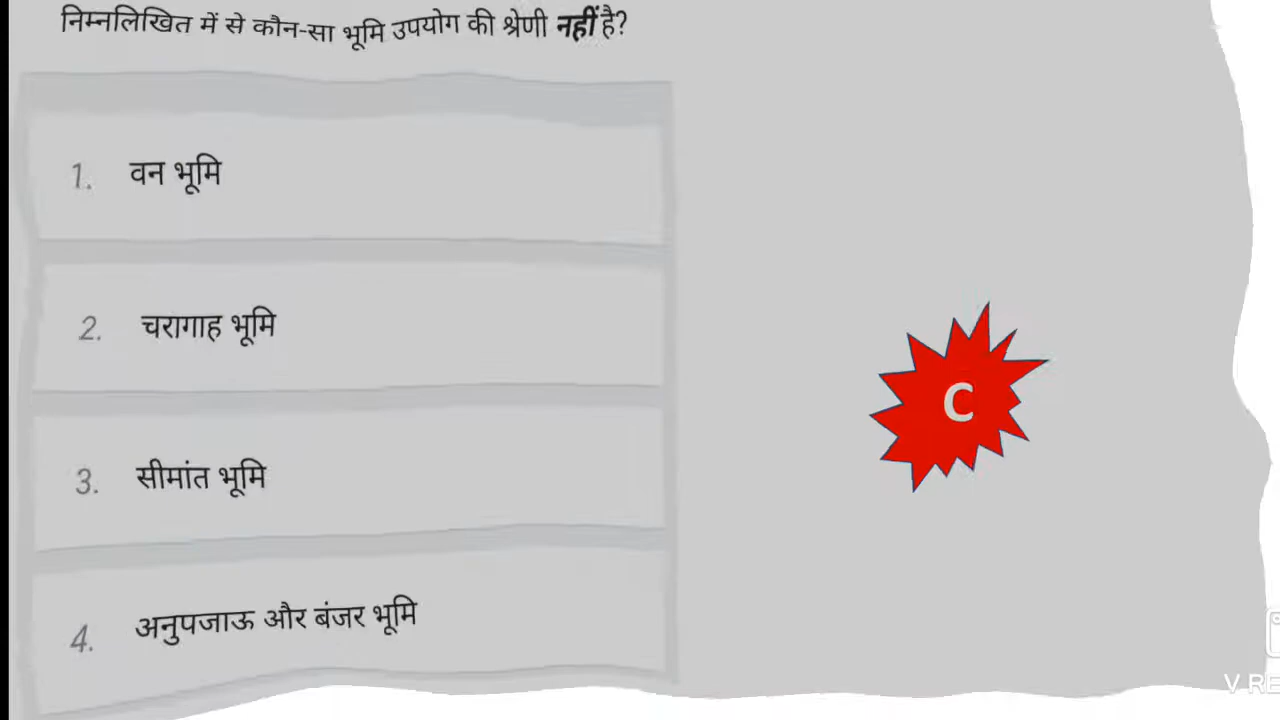 निम्नलिखित में से कौन-सा भूमि उपयोग की श्रेणी नहीं है?
1. वन भूमि
2. चरागाह भूमि
3. सीमांत भूमि
C
4. अनुपजाऊ और बंजर भूमि